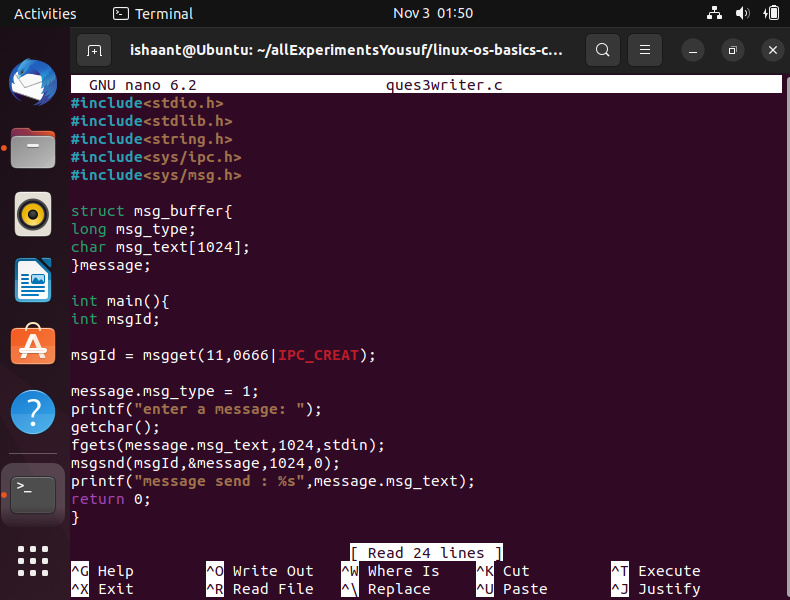 Activities Terminal Nov 3 01:50
ishaant@Ubuntu: ~/allExperimentsYousuf/linux-os-basics-c...
GNU nano 6.2 ques3writer.c
#include<stdio.h>
#include<stdlib.h>
#include<string.h>
#include<sys/ipc.h>
#include<sys/msg.h>
struct msg_buffer{
long msg_type;
char msg_text[1024];
}message;
int main(){
int msgId;
msgId = msgget(11,0666|IPC_CREAT);
message.msg_type = 1;
printf("enter a message: ");
getchar();
fgets(message.msg_text,1024,stdin);
msgsnd(msgId,&message,1024,0);
printf("message send : %s",message.msg_text);
return 0;
}
[ Read 24 lines ]
^G Help ^O Write Out ^W Where Is ^K Cut ^T Execute
^X Exit ^R Read File ^\ Replace ^U Paste ^J Justify